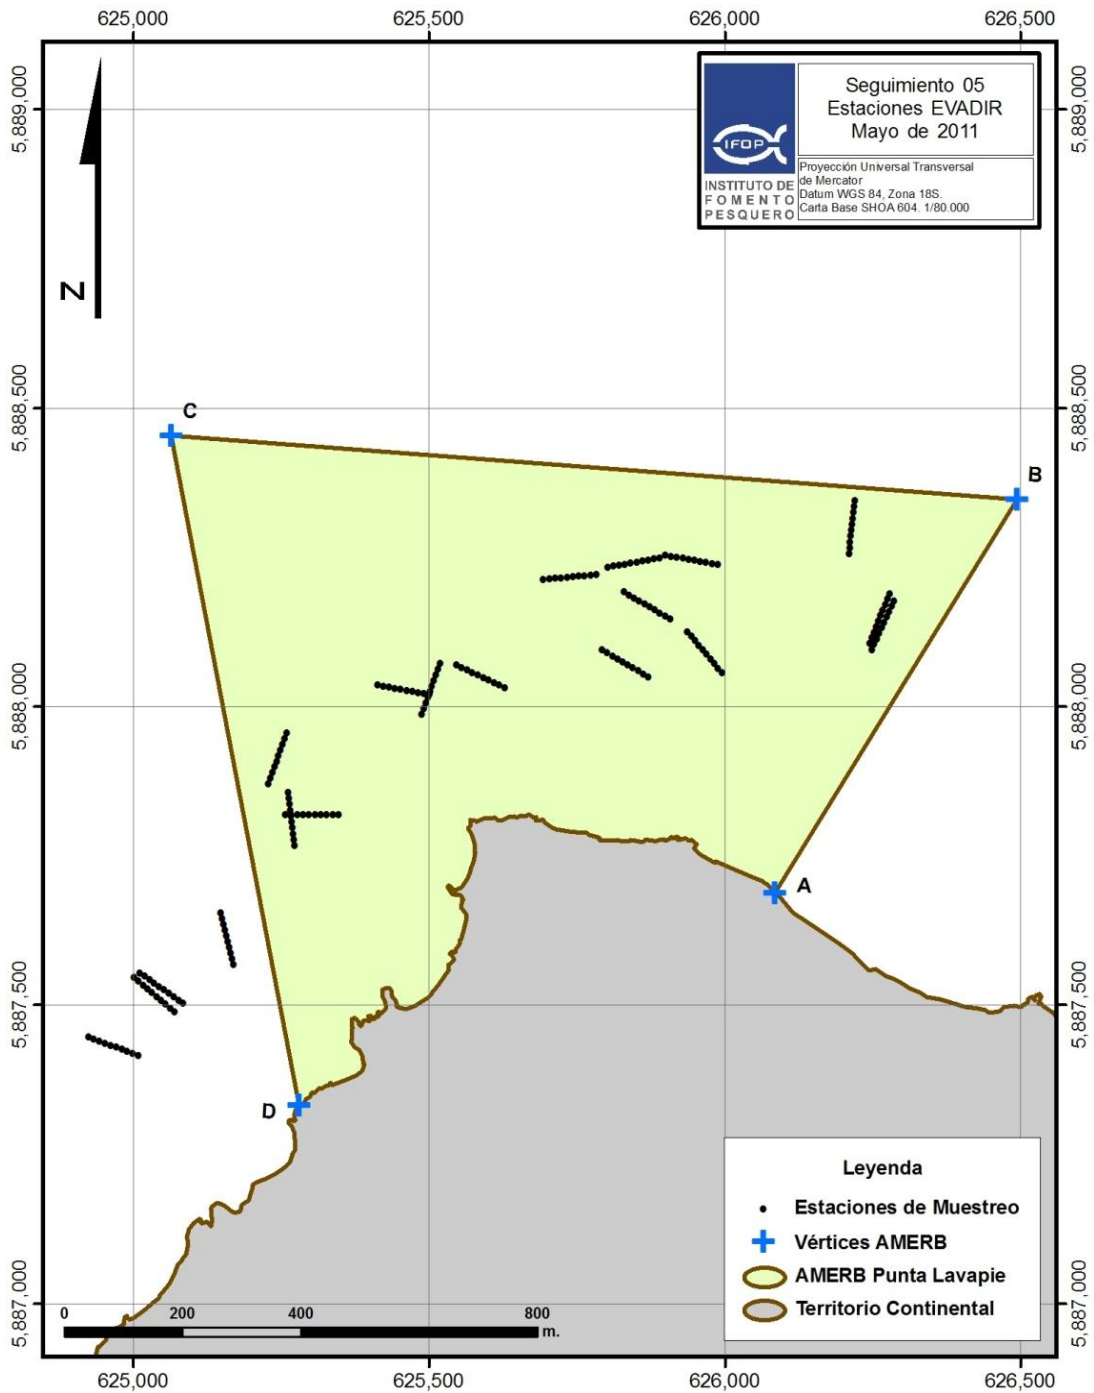 625,000
625,500
626,000
626,500
5,889,000
5,889,000
Seguimiento 05
Estaciones EVADIR
Mayo de 2011
IFOP
INSTITUTO DE
FOMENTO
PESQUERO
Proyección Universal Transversal
de Mercator
Datum WGS 84, Zona 18S.
Carta Base SHOA 604. 1/80.000
N
5,888,500
5,888,500
C
B
5,888,000
5,888,000
A
5,887,500
5,887,500
D
Leyenda
Estaciones de Muestreo
Vértices AMERB
AMERB Punta Lavapie
Territorio Continental
5,887,000
5,887,000
0 200 400 800
m.
625,000
625,500
626,000
626,500